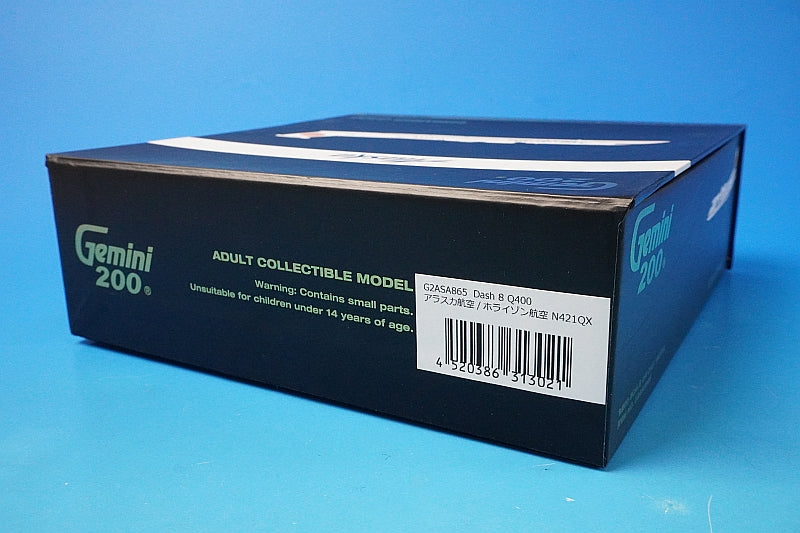 Gemini
200®
ADULT COLLECTIBLE MODEL
Warning: Contains small parts.
Unsuitable for children under 14 years of age.
G2ASA865 Dash 8 Q400
アラスカ航空 / ホライゾン航空 N421QX
4 520386 313021
Gemini
200
Gemini
200